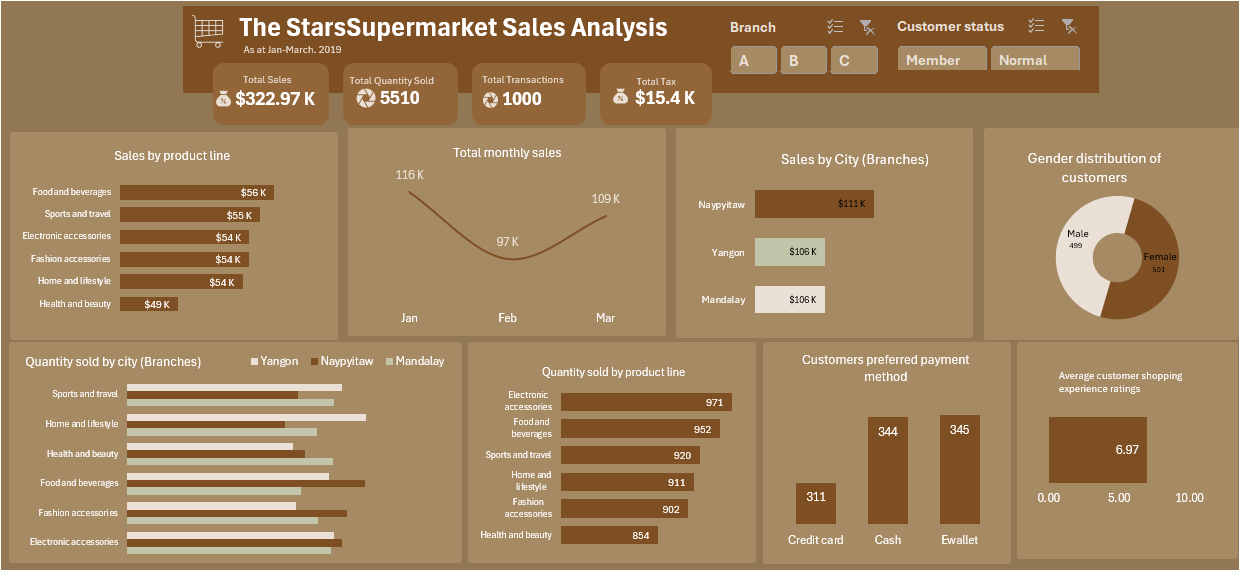 The StarsSupermarket Sales Analysis
As at Jan-March. 2019
Branch
A
B
C
Customer status
Member
Normal
Total Sales
$322.97 K
Total Quantity Sold
5510
Total Transactions
1000
Total Tax
$15.4 K
Sales by product line
Food and beverages
$56 K
Sports and travel
$55 K
Electronic accessories
$54 K
Fashion accessories
$54 K
Home and lifestyle
$54 K
Health and beauty
$49 K
Total monthly sales
116 K
97 K
109 K
Jan
Feb
Mar
Sales by City (Branches)
Naypyitaw
$111 K
Yangon
$106 K
Mandalay
$106 K
Gender distribution of
customers
Male
499
Female
501
Quantity sold by city (Branches)
Yangon
Naypyitaw
Mandalay
Sports and travel
Home and lifestyle
Health and beauty
Food and beverages
Fashion accessories
Electronic accessories
Quantity sold by product line
Electronic
accessories
971
Food and
beverages
952
Sports and travel
920
Home and
lifestyle
911
Fashion
accessories
902
Health and beauty
854
Customers preferred payment
method
311
344
345
Credit card
Cash
Ewallet
Average customer shopping
experience ratings
6.97
0.00
5.00
10.00